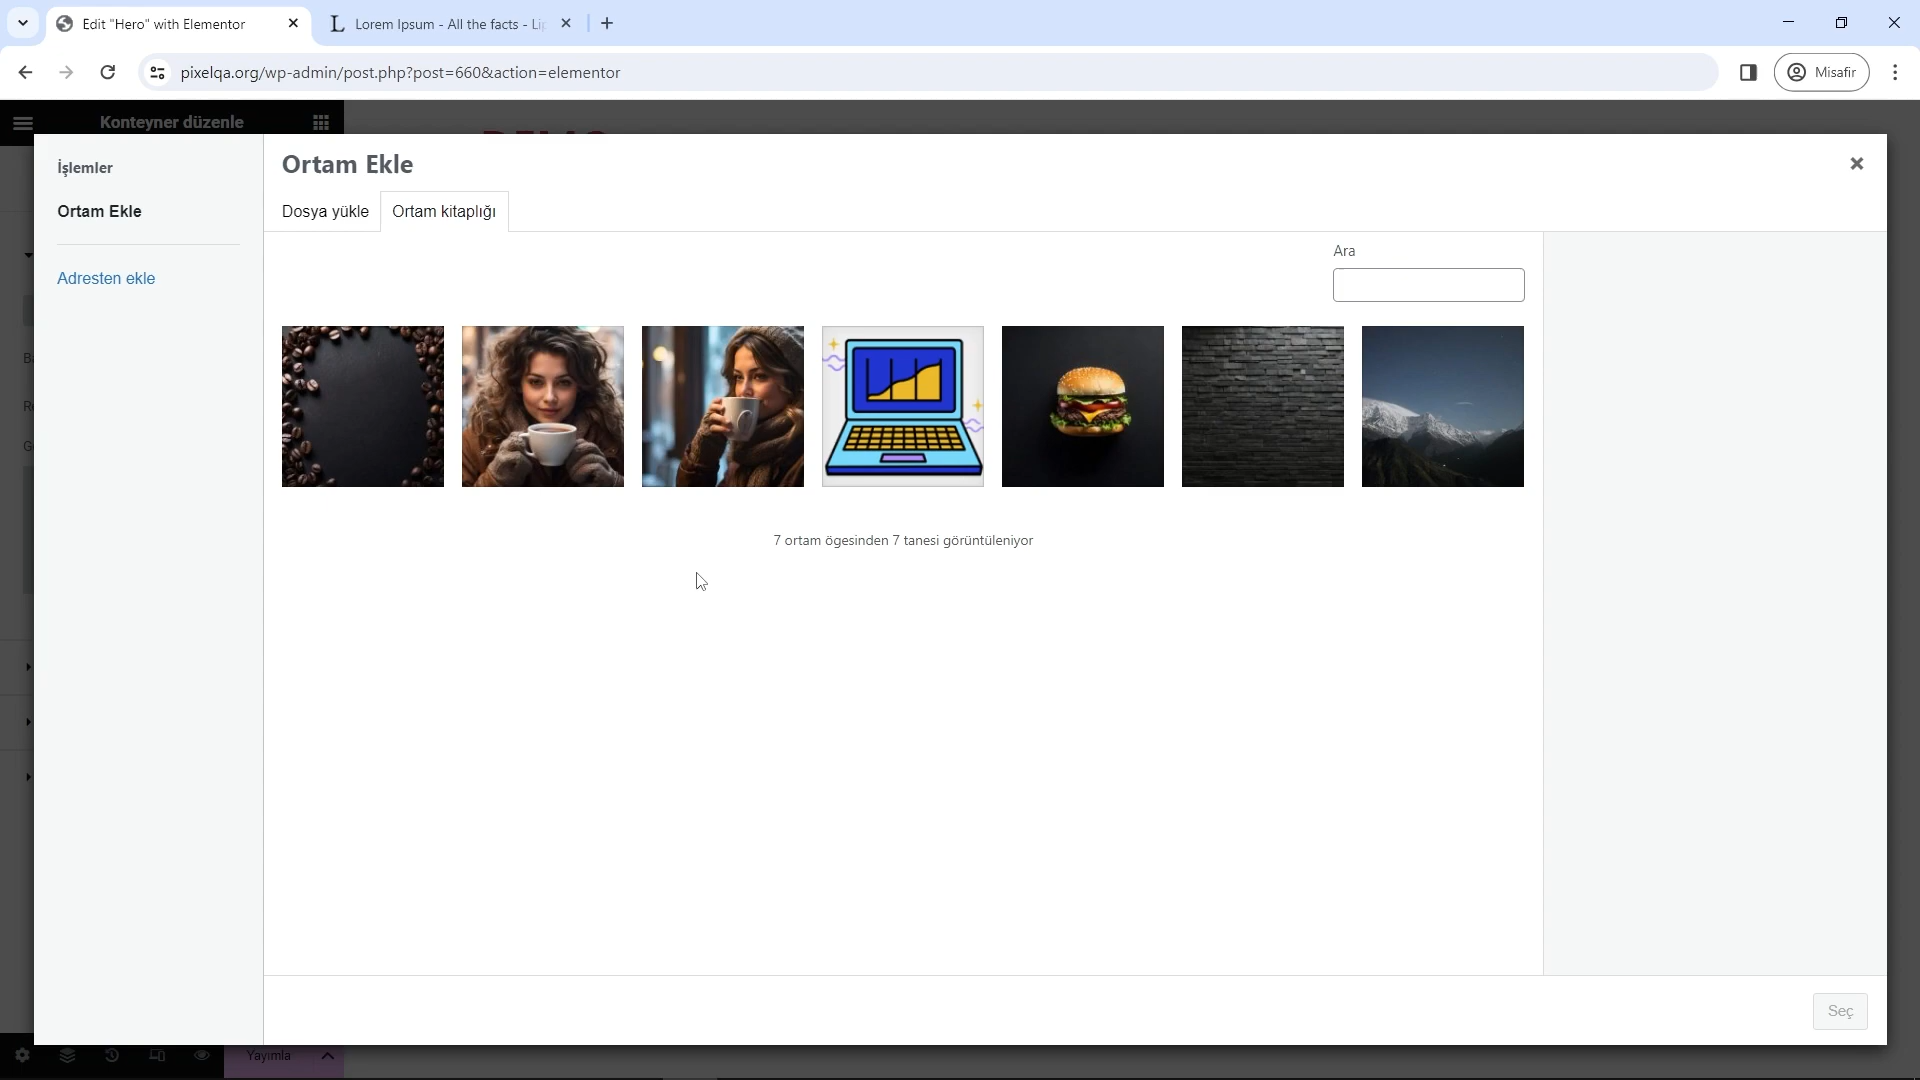 Edit "Hero" with Elementor
Lorem Ipsum - All the facts - Li
pixelqa.org/wp-admin/post.php?post=660&action=elementor
Misafir
Konteyner düzenle
İşlemler
Ortam Ekle
Adresten ekle
Ortam Ekle
Dosya yükle
Ortam kitaplığı
Ara
7 ortam ögesinden 7 tanesi görüntüleniyor
Seç
Yayımla